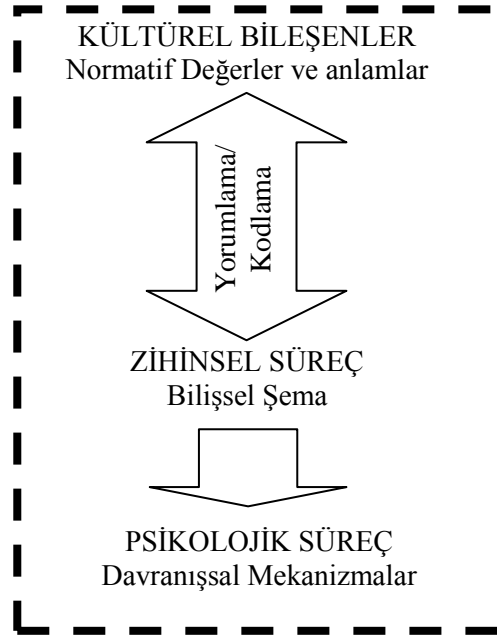 KÜLTÜREL BİLEŞENLER
Normatif Değerler ve anlamlar
Yorumlama/
Kodlama
ZİHİNSEL SÜREÇ
Bilişsel Şema
PSİKOLOJİK SÜREÇ
Davranışsal Mekanizmalar